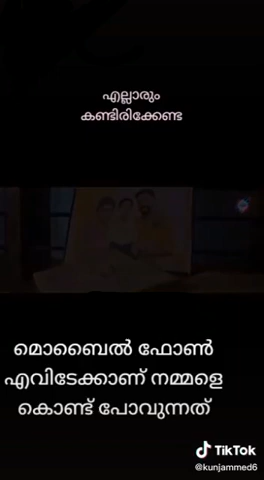 എല്ലാരും
കണ്ടിരിക്കേണ്ട
മൊബൈൽ ഫോൺ
എവിടേക്കാണ് നമ്മളെ
കൊണ്ട് പോവുന്നത്
TikTok
@kunjammed6